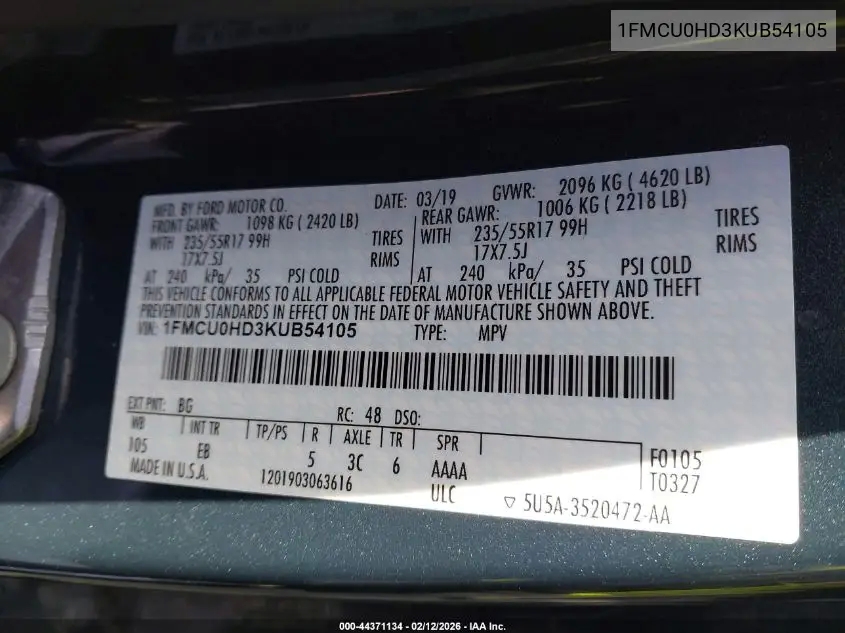 1FMCU0HD3KUB54105
MFD. BY FORD MOTOR CO.
DATE: 03/19 GVWR: 2096 KG ( 4620 LB)
FRONT GAWR: 1098 KG ( 2420 LB)
WITH 235/55R17 99H TIRES
17X7.5J RIMS
AT 240 kPa/ 35 PSI COLD
REAR GAWR: 1006 KG ( 2218 LB)
WITH 235/55R17 99H TIRES
17X7.5J RIMS
AT 240 kPa/ 35 PSI COLD
THIS VEHICLE CONFORMS TO ALL APPLICABLE FEDERAL MOTOR VEHICLE SAFETY AND THEFT
PREVENTION STANDARDS IN EFFECT ON THE DATE OF MANUFACTURE SHOWN ABOVE.
VIN: 1FMCU0HD3KUB54105 TYPE: MPV
EXT PNT: BG RC: 48 DSO:
WB INT TR TP/PS R AXLE TR SPR
105 EB 5 3C 6 AAAA
F0105
T0327
MADE IN U.S.A. 1201903063616 ULC
▽ 5U5A-3520472-AA
000-44371134 - 02/12/2026 - IAA Inc.